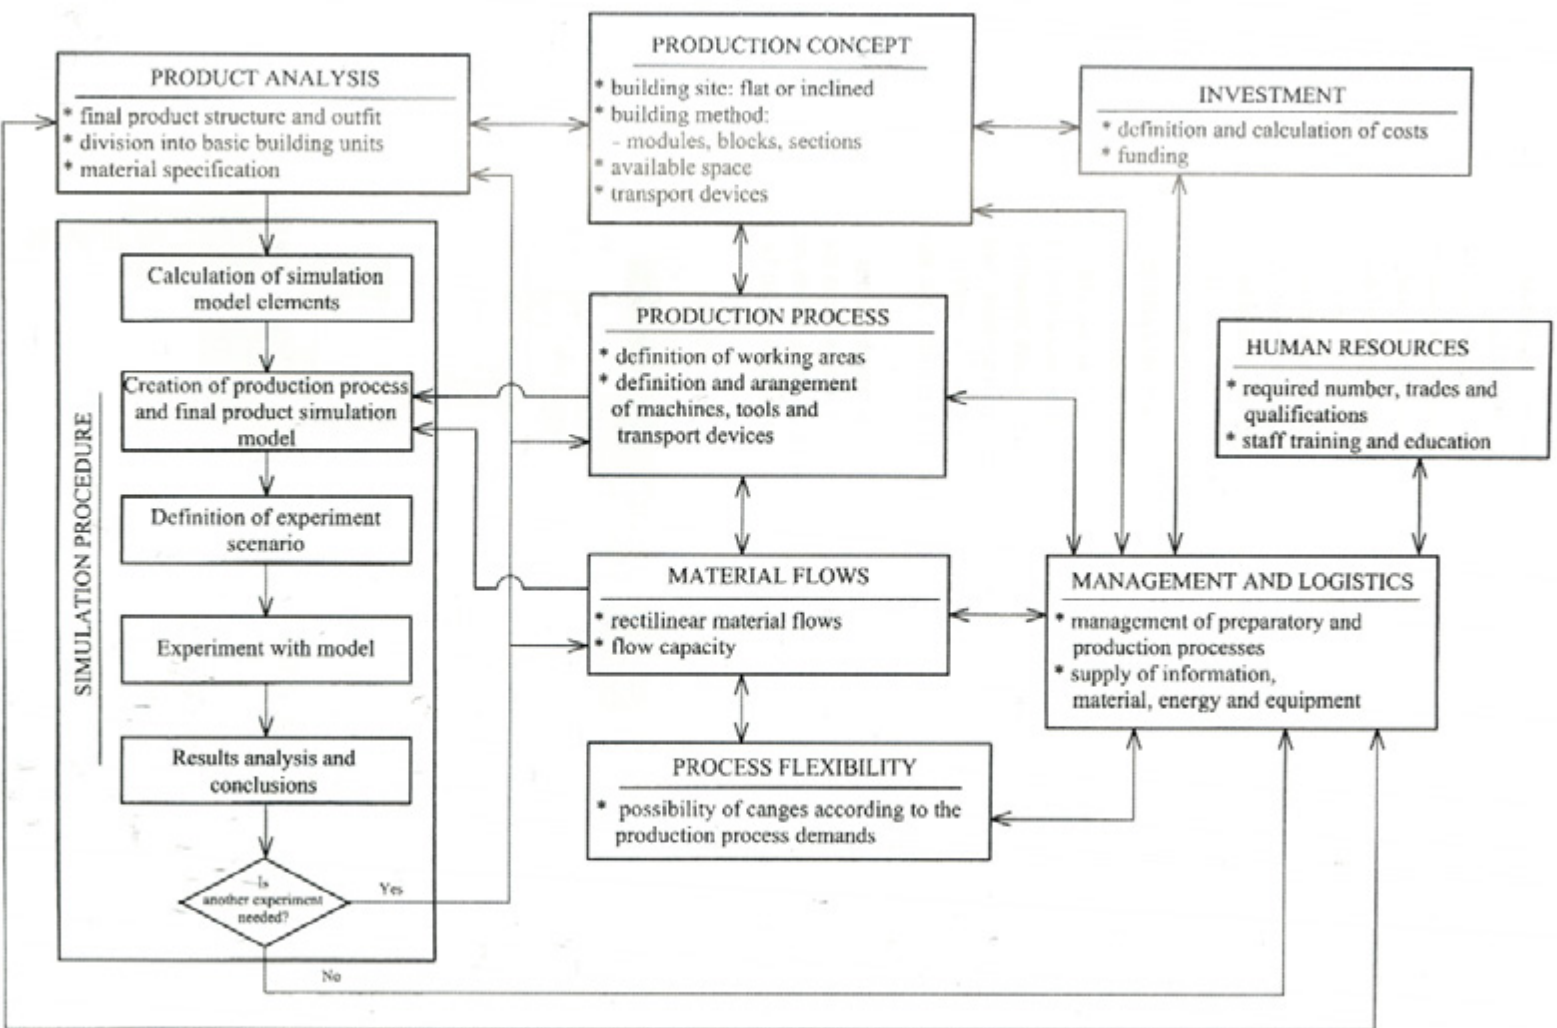 PRODUCT ANALYSIS
* final product structure and outfit
* division into basic building units
* material specification
PRODUCTION CONCEPT
* building site: flat or inclined
* building method:
- modules, blocks, sections
* available space
* transport devices
INVESTMENT
* definition and calculation of costs
* funding
SIMULATION PROCEDURE
Calculation of simulation
model elements
Creation of production process
and final product simulation
model
Definition of experiment
scenario
Experiment with model
Results analysis and
conclusions
Is
another experiment
needed?
Yes
No
PRODUCTION PROCESS
* definition of working areas
* definition and arangement
of machines, tools and
transport devices
MATERIAL FLOWS
* rectilinear material flows
* flow capacity
PROCESS FLEXIBILITY
* possibility of canges according to the
production process demands
HUMAN RESOURCES
* required number, trades and
qualifications
* staff training and education
MANAGEMENT AND LOGISTICS
* management of preparatory and
production processes
* supply of information,
material, energy and equipment